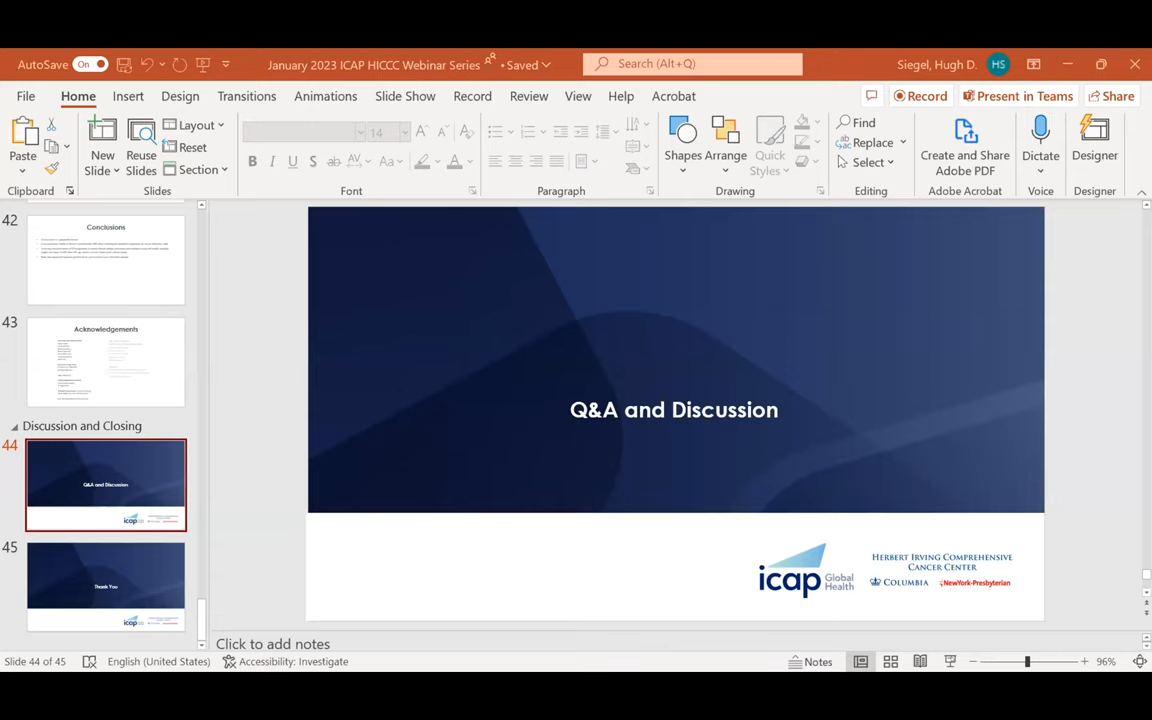 AutoSave On January 2023 ICAP HICCC Webinar Series • Saved Search (Alt+Q) Siegel, Hugh D. HS
File Home Insert Design Transitions Animations Slide Show Record Review View Help Acrobat Record Present in Teams Share
Paste
Clipboard
New Slide
Reuse Slides
Layout
Reset
Section
Slides
14
B I U S ab AV Aa A
Font
Paragraph
Shapes
Arrange
Quick Styles
Drawing
Find
Replace
Select
Editing
Create and Share Adobe PDF
Adobe Acrobat
Dictate
Voice
Designer
Designer
42
Conclusions
43
Acknowledgements
Discussion and Closing
44
Q&A and Discussion
icap
45
Thank You
icap
Q&A and Discussion
icap Global Health
HERBERT IRVING COMPREHENSIVE
CANCER CENTER
COLUMBIA NewYork-Presbyterian
Click to add notes
Slide 44 of 45 English (United States) Accessibility: Investigate Notes 96%